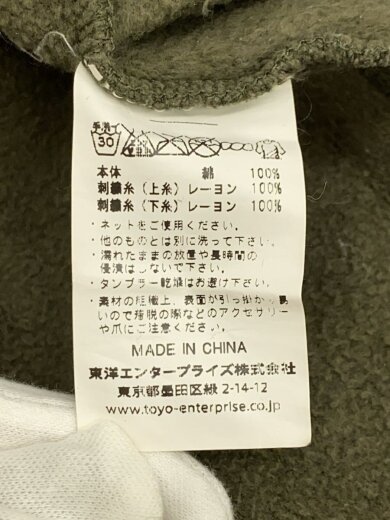 手洗イ
30
本体 綿 100%
刺繍糸（上糸）レーヨン 100%
刺繍糸（下糸）レーヨン 100%
・ネットをご使用ください。
・他のものとは別に洗って下さい。
・濡れたままの放置や長時間の
浸漬はしないで下さい。
・タンブラー乾燥はお避け下さい。
・素材の組織上、表面が引っ掛かり易
いので着脱の際などのアクセサリー
や爪にご注意ください。
MADE IN CHINA
東洋エンタープライズ株式会社
東京都墨田区緑 2-14-12
www.toyo-enterprise.co.jp